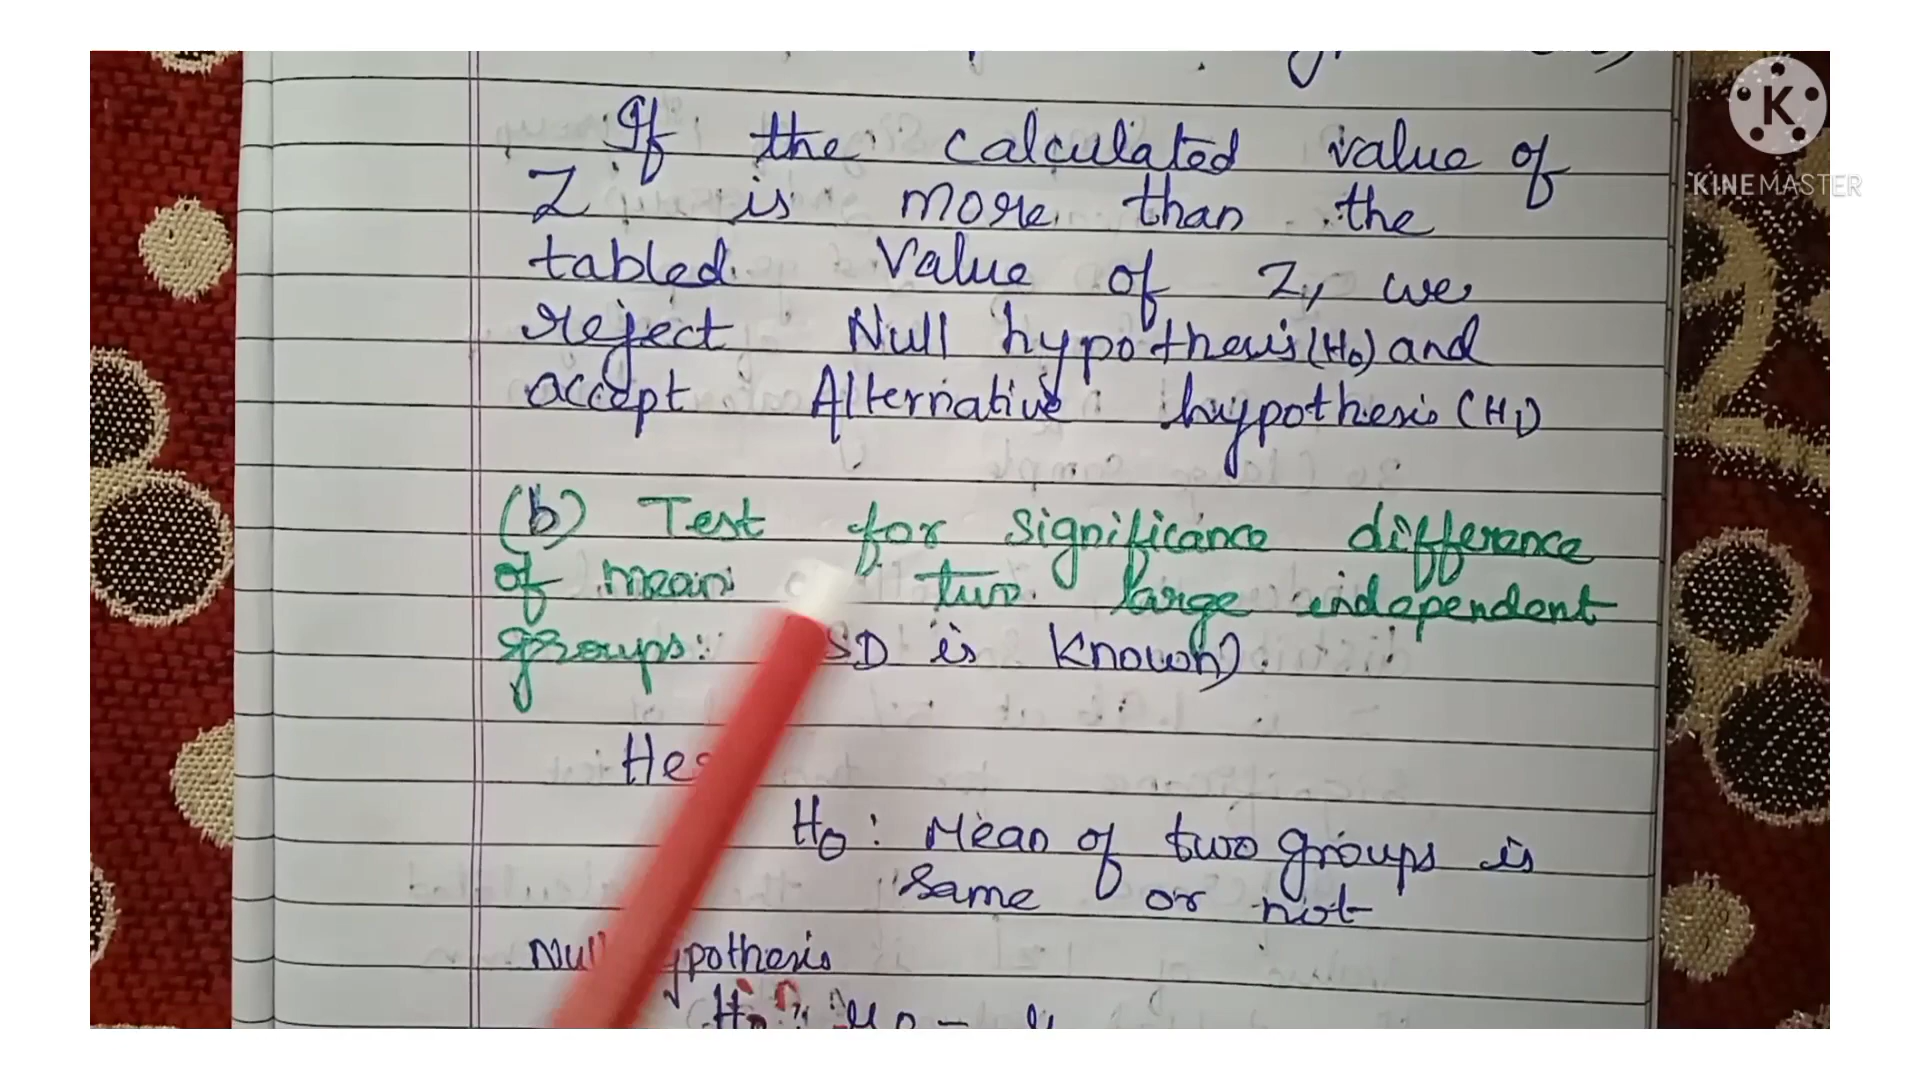 If the calculated value of
Z is more than the
tabled Value of Z, we
reject Null hypothesis (H0) and
accept Alternative hypothesis (H1)
(b) Test for significance difference
of mean two large independent
groups: SD is Known)
H0: Mean of two groups is
same or not
Null hypothesis
K
KINEMASTER